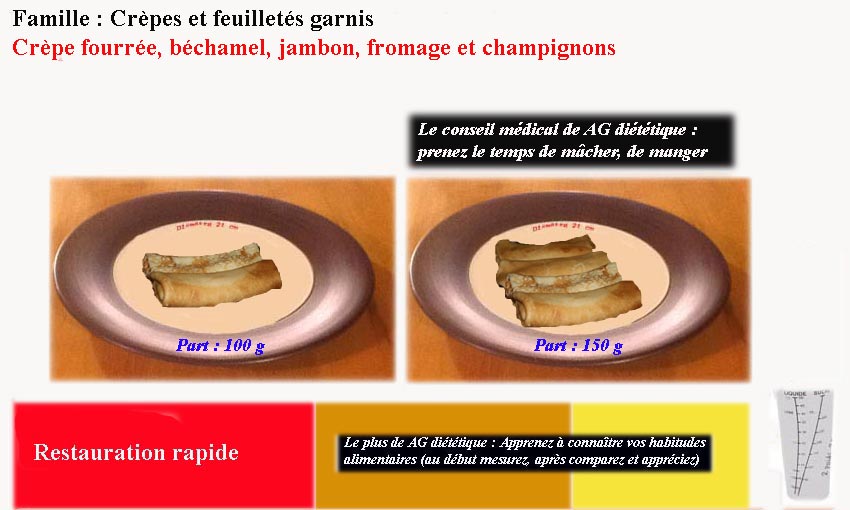 Famille : Crèpes et feuilletés garnis
Crèpe fourrée, béchamel, jambon, fromage et champignons
Le conseil médical de AG diététique :
prenez le temps de mâcher, de manger
Diamètre 21 cm
Diamètre 21 cm
Part : 100 g
Part : 150 g
Restauration rapide
Le plus de AG diététique : Apprenez à connaître vos habitudes
alimentaires (au début mesurez, après comparez et appréciez)
LIQUIDE